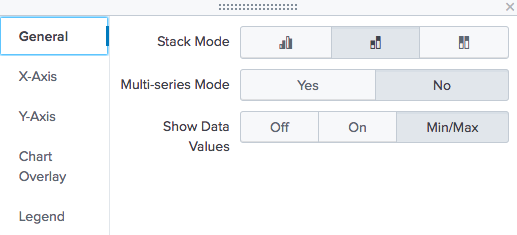 General
X-Axis
Y-Axis
Chart
Overlay
Legend
Stack Mode
Multi-series Mode
Yes
No
Show Data
Values
Off
On
Min/Max